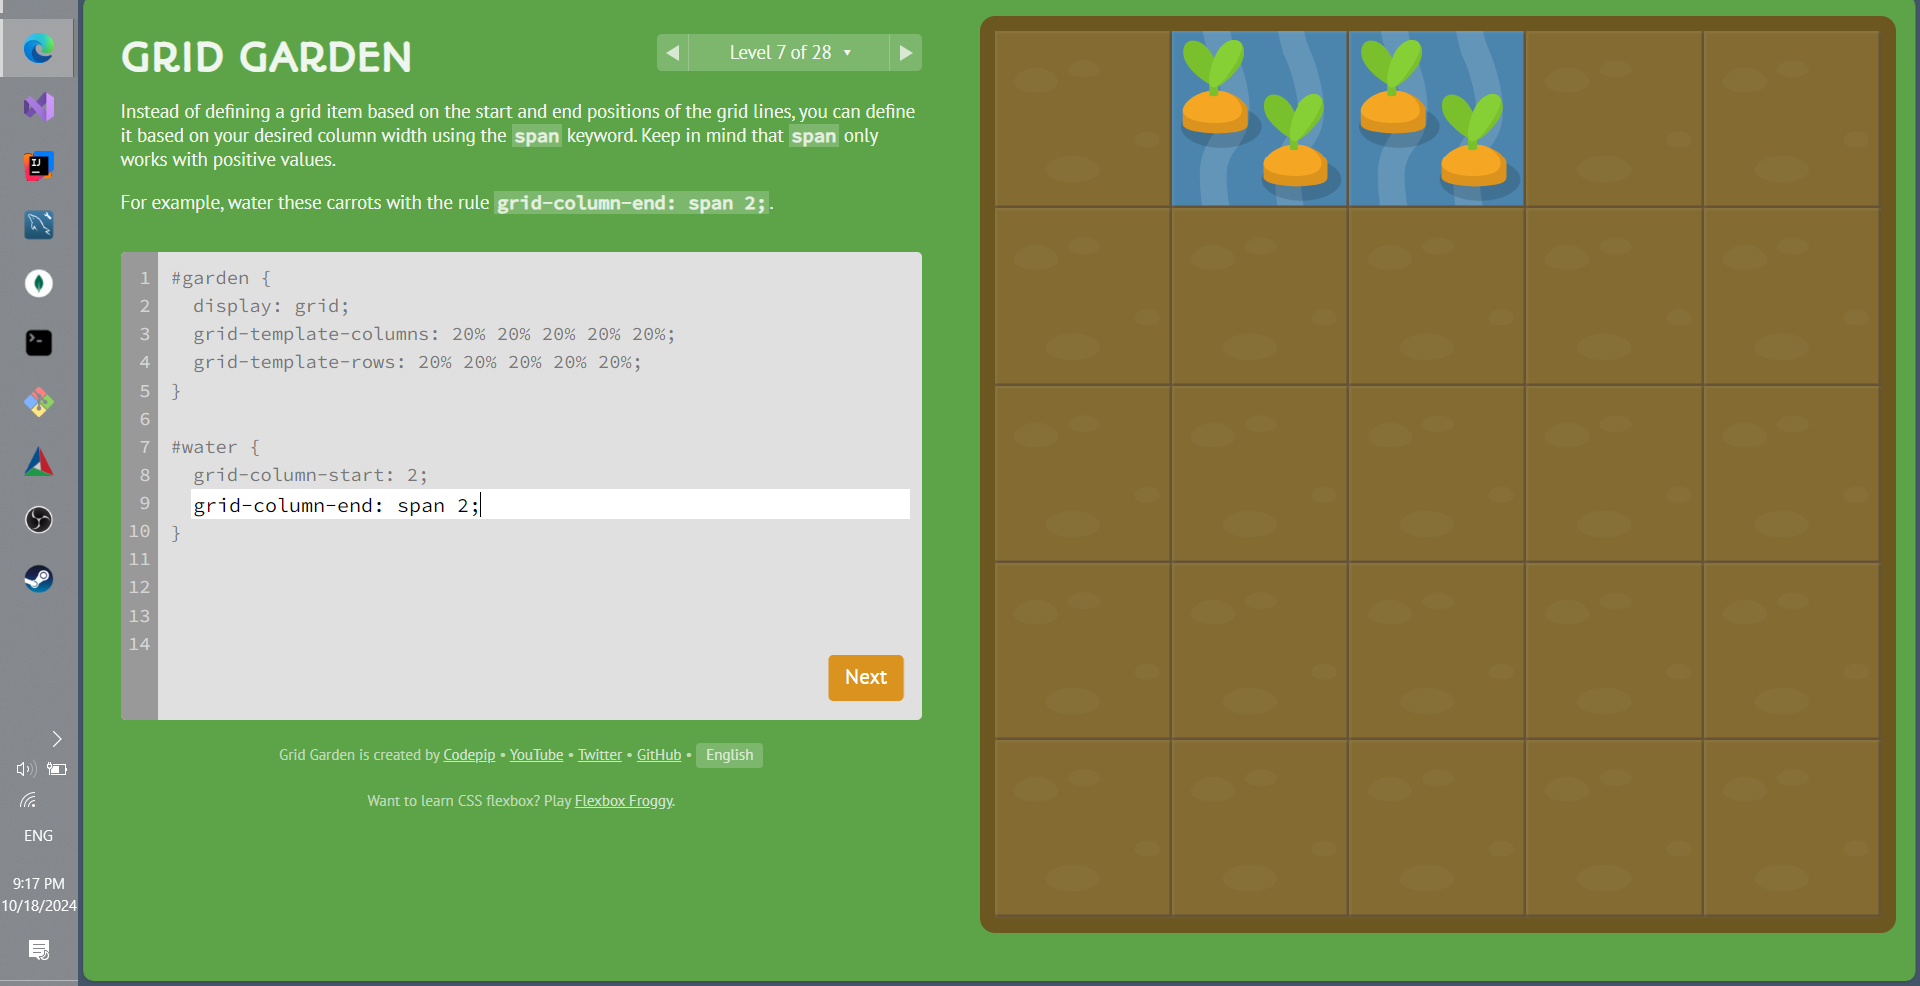 GRID GARDEN
Level 7 of 28
Instead of defining a grid item based on the start and end positions of the grid lines, you can define
it based on your desired column width using the span keyword. Keep in mind that span only
works with positive values.
For example, water these carrots with the rule grid-column-end: span 2;.
1 #garden {
2 display: grid;
3 grid-template-columns: 20% 20% 20% 20% 20%;
4 grid-template-rows: 20% 20% 20% 20% 20%;
5 }
6
7 #water {
8 grid-column-start: 2;
9 grid-column-end: span 2;
10 }
11
12
13
14
Next
Grid Garden is created by Codepip • YouTube • Twitter • GitHub • English
Want to learn CSS flexbox? Play Flexbox Froggy.
IJ
ENG
9:17 PM
10/18/2024